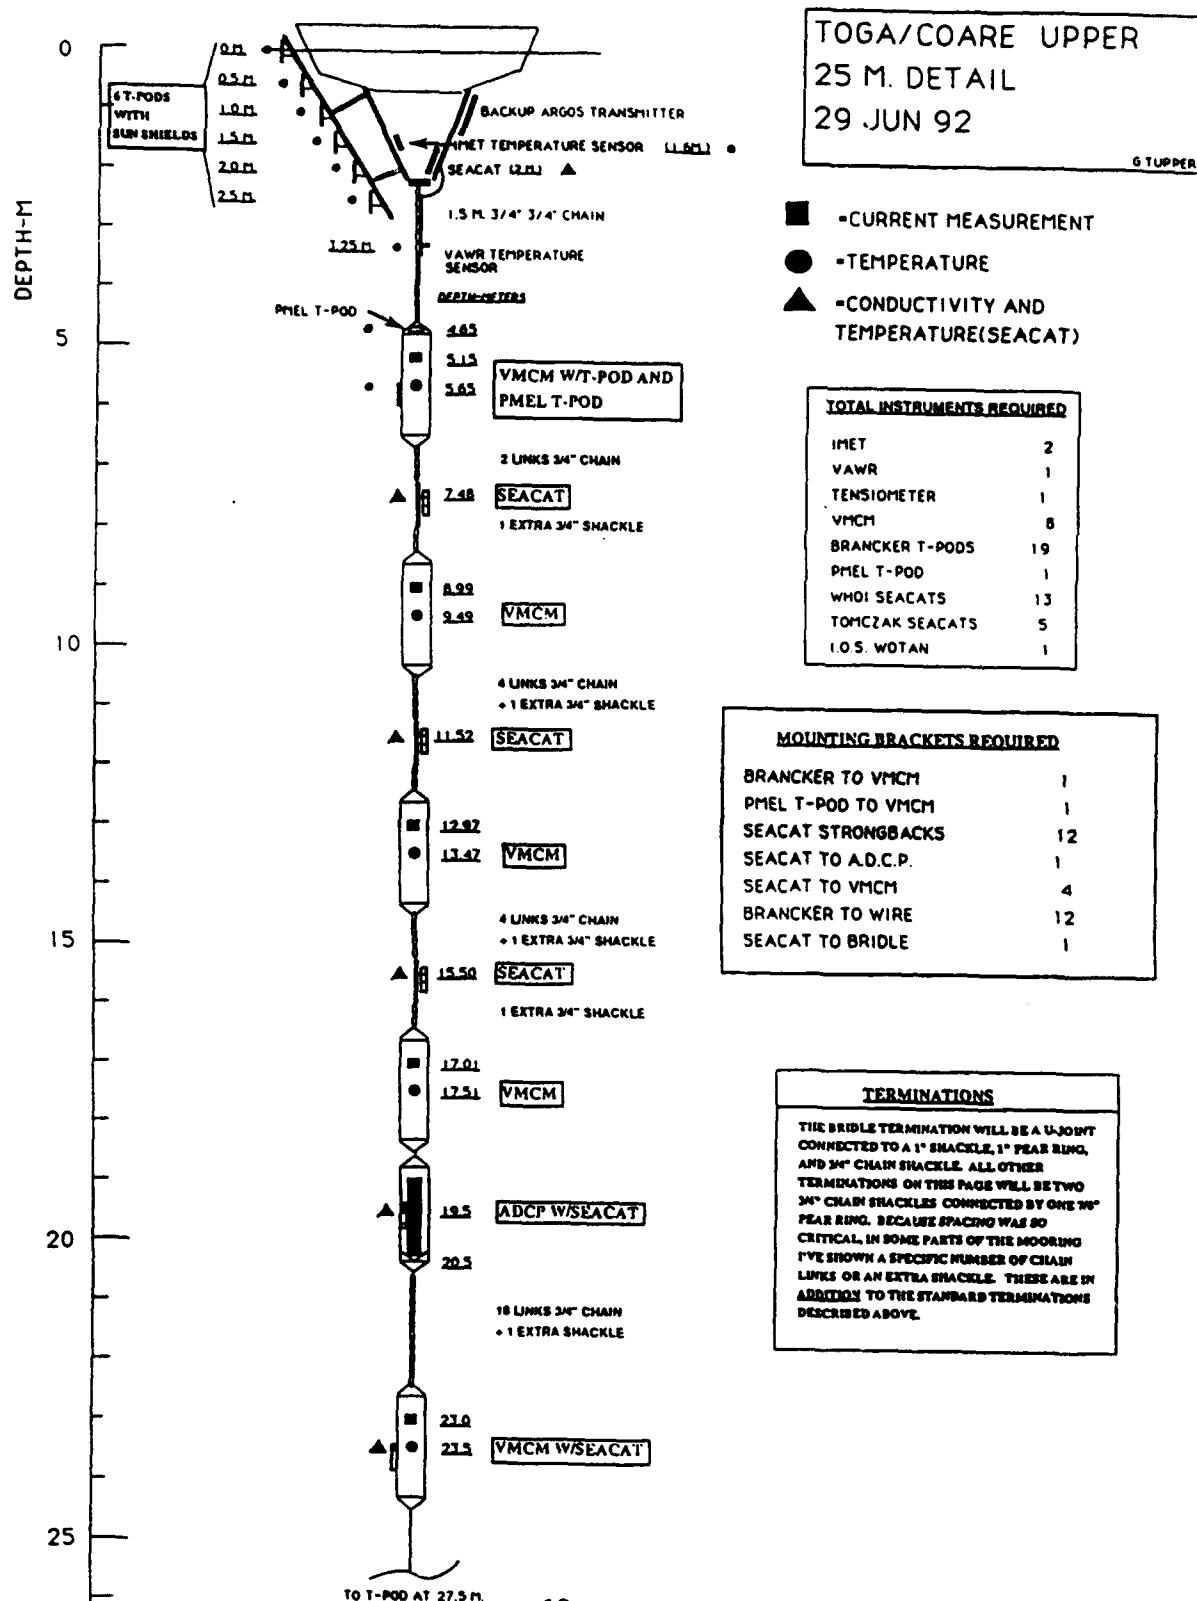 TOGA/COARE UPPER
25 M. DETAIL
29 JUN 92
G TUPPER
■ =CURRENT MEASUREMENT
● =TEMPERATURE
▲ =CONDUCTIVITY AND
TEMPERATURE(SEACAT)
DEPTH-M
0
5
10
15
20
25
6 T-PODS
WITH
SUN SHIELDS
0 M
0.5 M
1.0 M
1.5 M
2.0 M
2.5 M
BACKUP ARGOS TRANSMITTER
IMET TEMPERATURE SENSOR (1.6M)
SEACAT (2 M)
1.5 M. 3/4" 3/4" CHAIN
3.25 M
VAWR TEMPERATURE
SENSOR
DEPTH-METERS
PMEL T-POD
4.65
5.15
5.65
VMCM W/T-POD AND
PMEL T-POD
2 LINKS 3/4" CHAIN
7.48 SEACAT
1 EXTRA 3/4" SHACKLE
8.99
9.49 VMCM
4 LINKS 3/4" CHAIN
+ 1 EXTRA 3/4" SHACKLE
11.52 SEACAT
12.97
13.47 VMCM
4 LINKS 3/4" CHAIN
+ 1 EXTRA 3/4" SHACKLE
15.50 SEACAT
1 EXTRA 3/4" SHACKLE
17.01
17.51 VMCM
19.5 ADCP W/SEACAT
20.5
18 LINKS 3/4" CHAIN
+ 1 EXTRA SHACKLE
23.0
23.5 VMCM W/SEACAT
TO T-POD AT 27.5 M.
TOTAL INSTRUMENTS REQUIRED
IMET 2
VAWR 1
TENSIOMETER 1
VMCM 8
BRANCKER T-PODS 19
PMEL T-POD 1
WHOI SEACATS 13
TOMCZAK SEACATS 5
I.O.S. WOTAN 1
MOUNTING BRACKETS REQUIRED
BRANCKER TO VMCM 1
PMEL T-POD TO VMCM 1
SEACAT STRONGBACKS 12
SEACAT TO A.D.C.P. 1
SEACAT TO VMCM 4
BRANCKER TO WIRE 12
SEACAT TO BRIDLE 1
TERMINATIONS
THE BRIDLE TERMINATION WILL BE A U-JOINT
CONNECTED TO A 1" SHACKLE, 1" PEAR RING,
AND 3/4" CHAIN SHACKLE. ALL OTHER
TERMINATIONS ON THIS PAGE WILL BE TWO
3/4" CHAIN SHACKLES CONNECTED BY ONE 7/8"
PEAR RING. BECAUSE SPACING WAS SO
CRITICAL, IN SOME PARTS OF THE MOORING
I'VE SHOWN A SPECIFIC NUMBER OF CHAIN
LINKS OR AN EXTRA SHACKLE. THESE ARE IN
ADDITION TO THE STANDARD TERMINATIONS
DESCRIBED ABOVE.